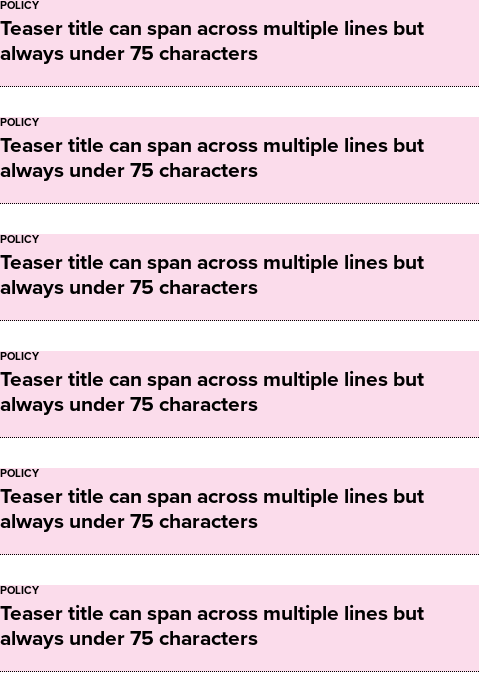 POLICY
Teaser title can span across multiple lines but
always under 75 characters
POLICY
Teaser title can span across multiple lines but
always under 75 characters
POLICY
Teaser title can span across multiple lines but
always under 75 characters
POLICY
Teaser title can span across multiple lines but
always under 75 characters
POLICY
Teaser title can span across multiple lines but
always under 75 characters
POLICY
Teaser title can span across multiple lines but
always under 75 characters